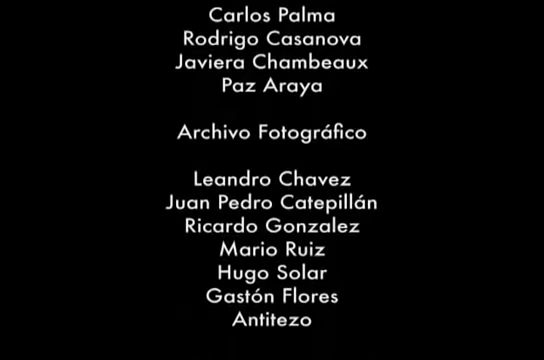 Carlos Palma
Rodrigo Casanova
Javiera Chambeaux
Paz Araya
Archivo Fotográfico
Leandro Chavez
Juan Pedro Catepillán
Ricardo Gonzalez
Mario Ruiz
Hugo Solar
Gastón Flores
Antitezo